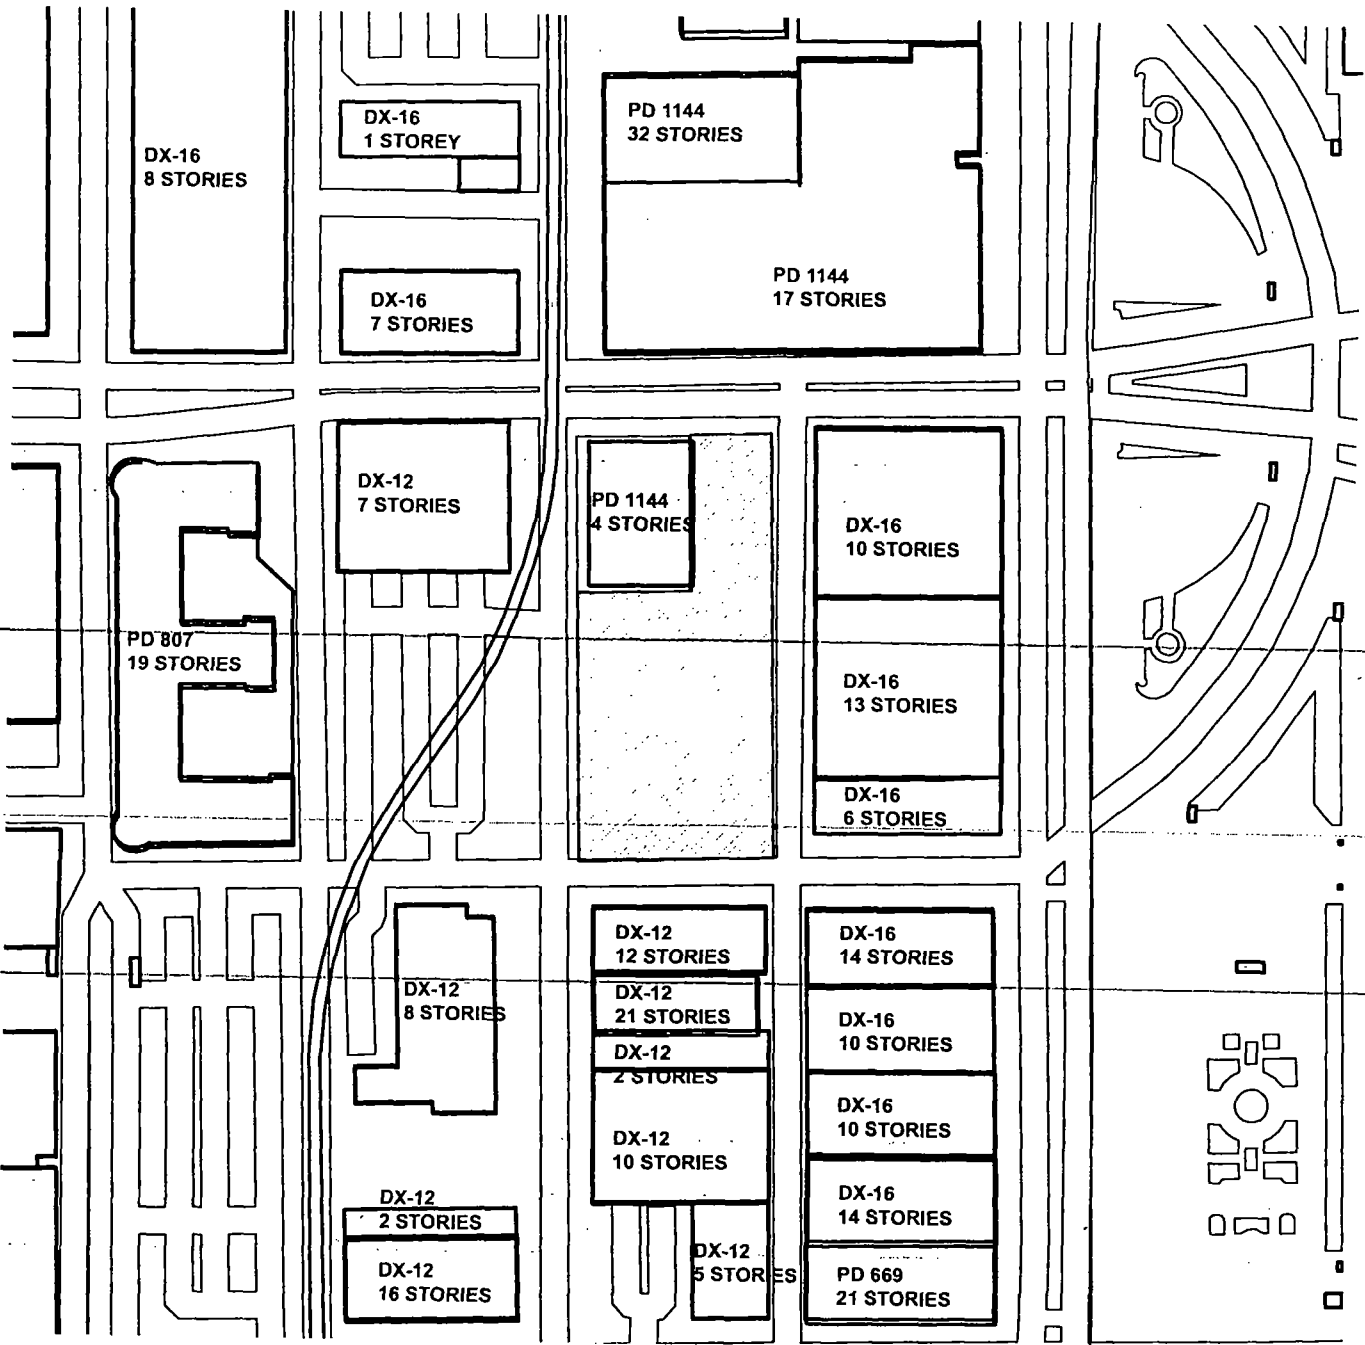 DX-16
8 STORIES
DX-16
1 STOREY
PD 1144
32 STORIES
DX-16
7 STORIES
PD 1144
17 STORIES
DX-12
7 STORIES
PD 1144
4 STORIES
DX-16
10 STORIES
PD 807
19 STORIES
DX-16
13 STORIES
DX-16
6 STORIES
DX-12
12 STORIES
DX-16
14 STORIES
DX-12
8 STORIES
DX-12
21 STORIES
DX-16
10 STORIES
DX-12
2 STORIES
DX-12
10 STORIES
DX-16
10 STORIES
DX-12
2 STORIES
DX-16
14 STORIES
DX-12
16 STORIES
DX-12
5 STORIES
PD 669
21 STORIES